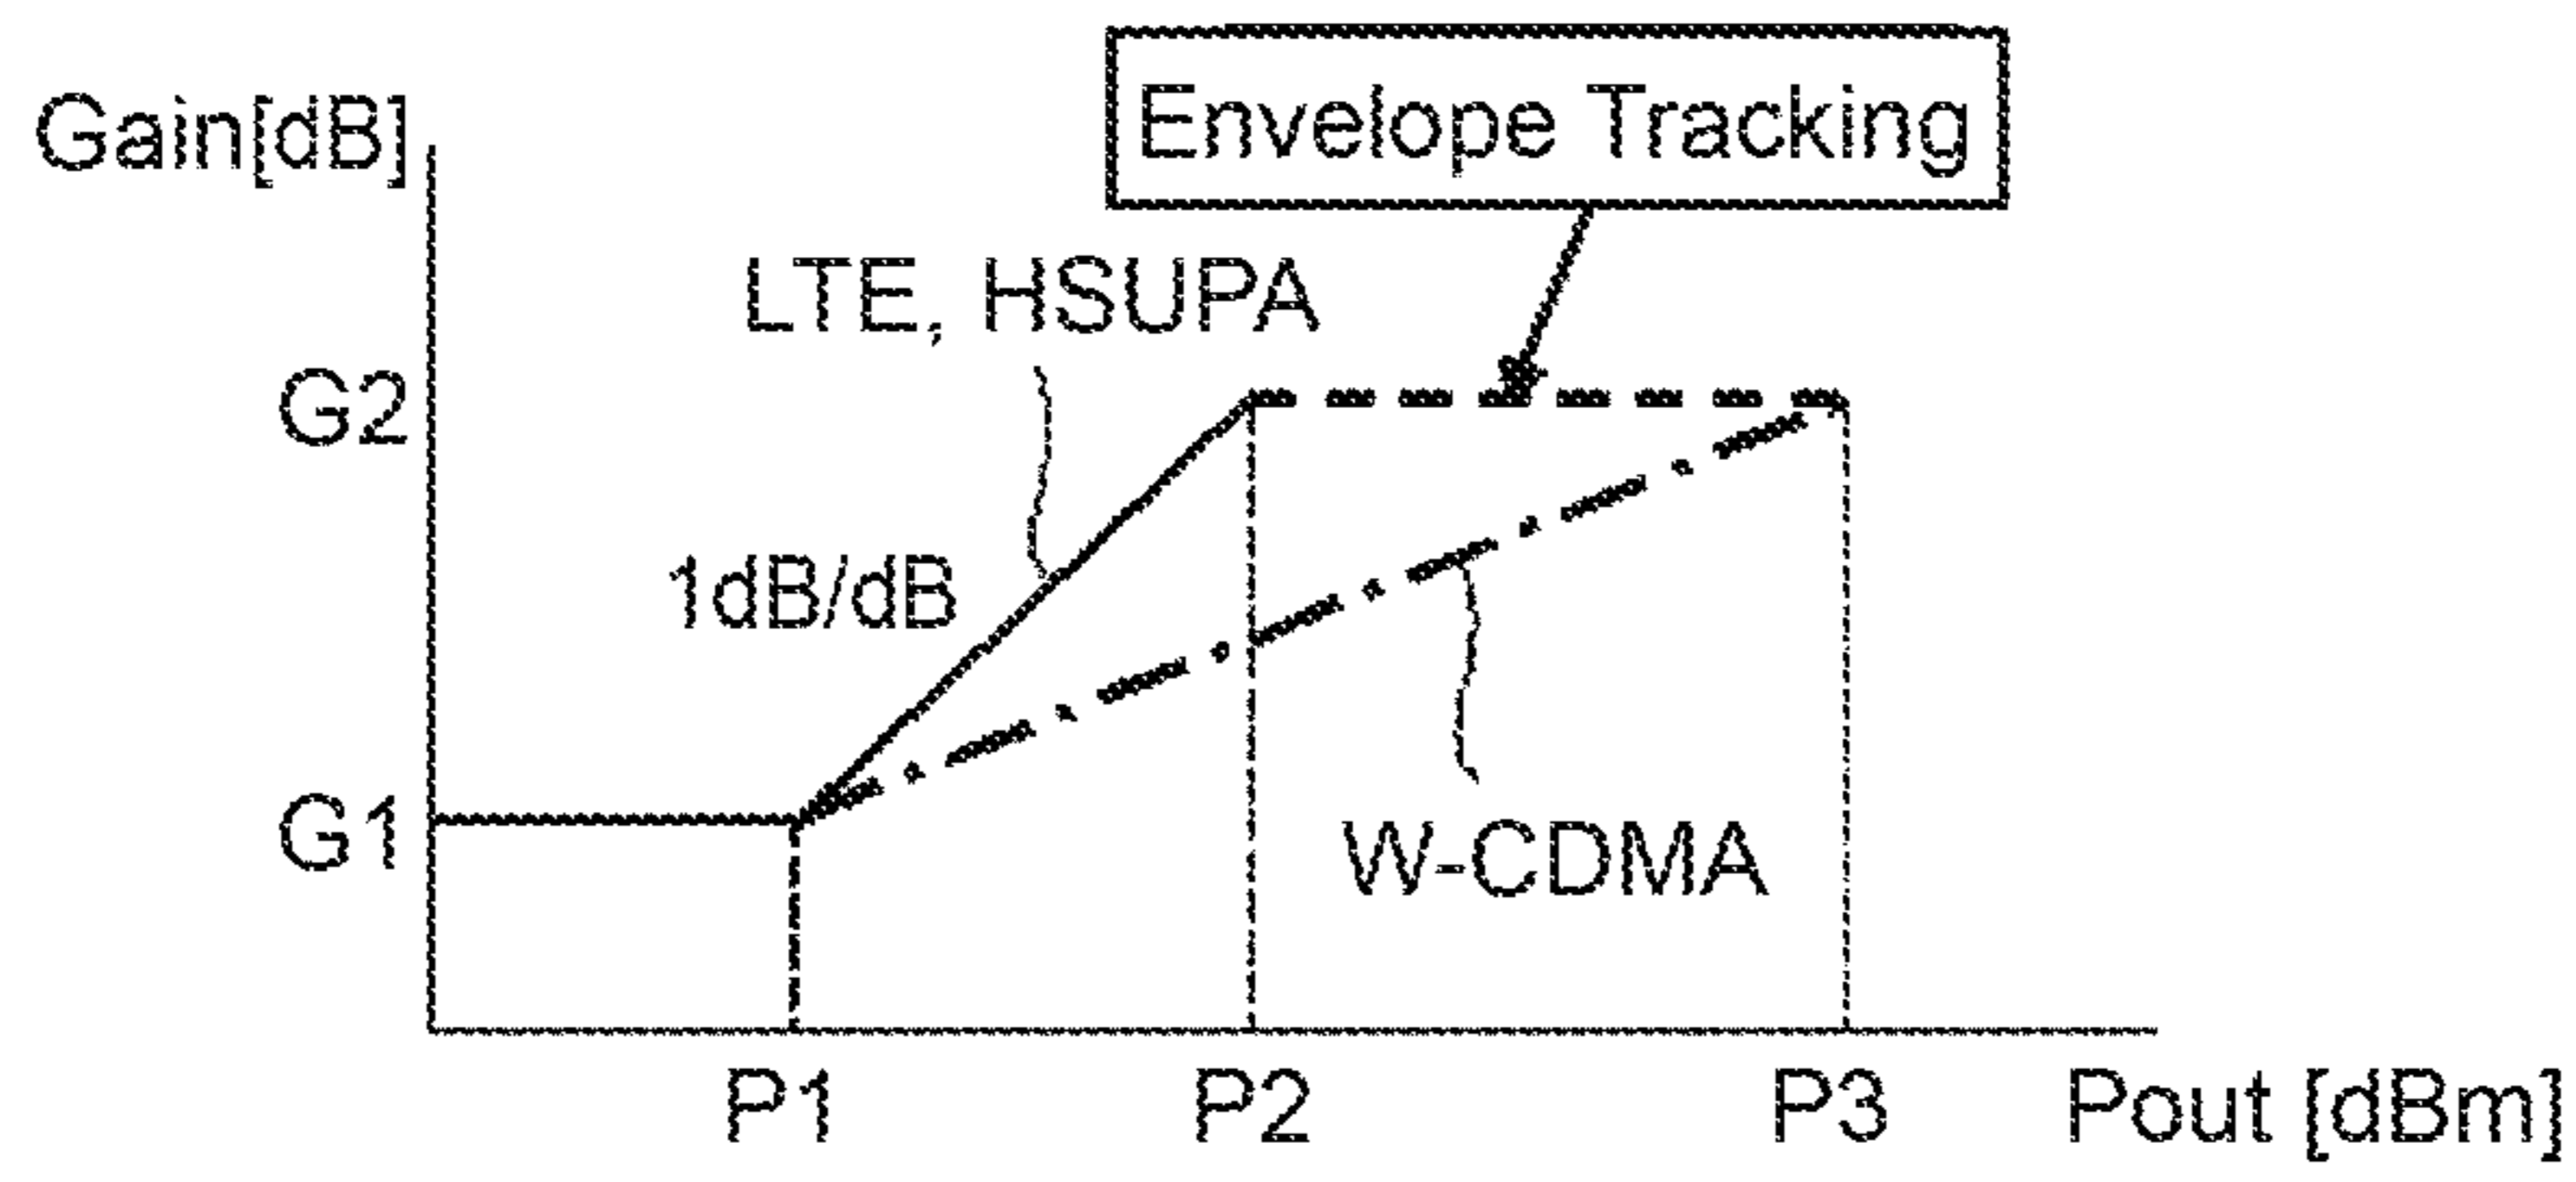 Envelope Tracking
Gain[dB]
LTE, HSUPA
G2
1dB/dB
G1
W-CDMA
P1
P2
P3
Pout [dBm]